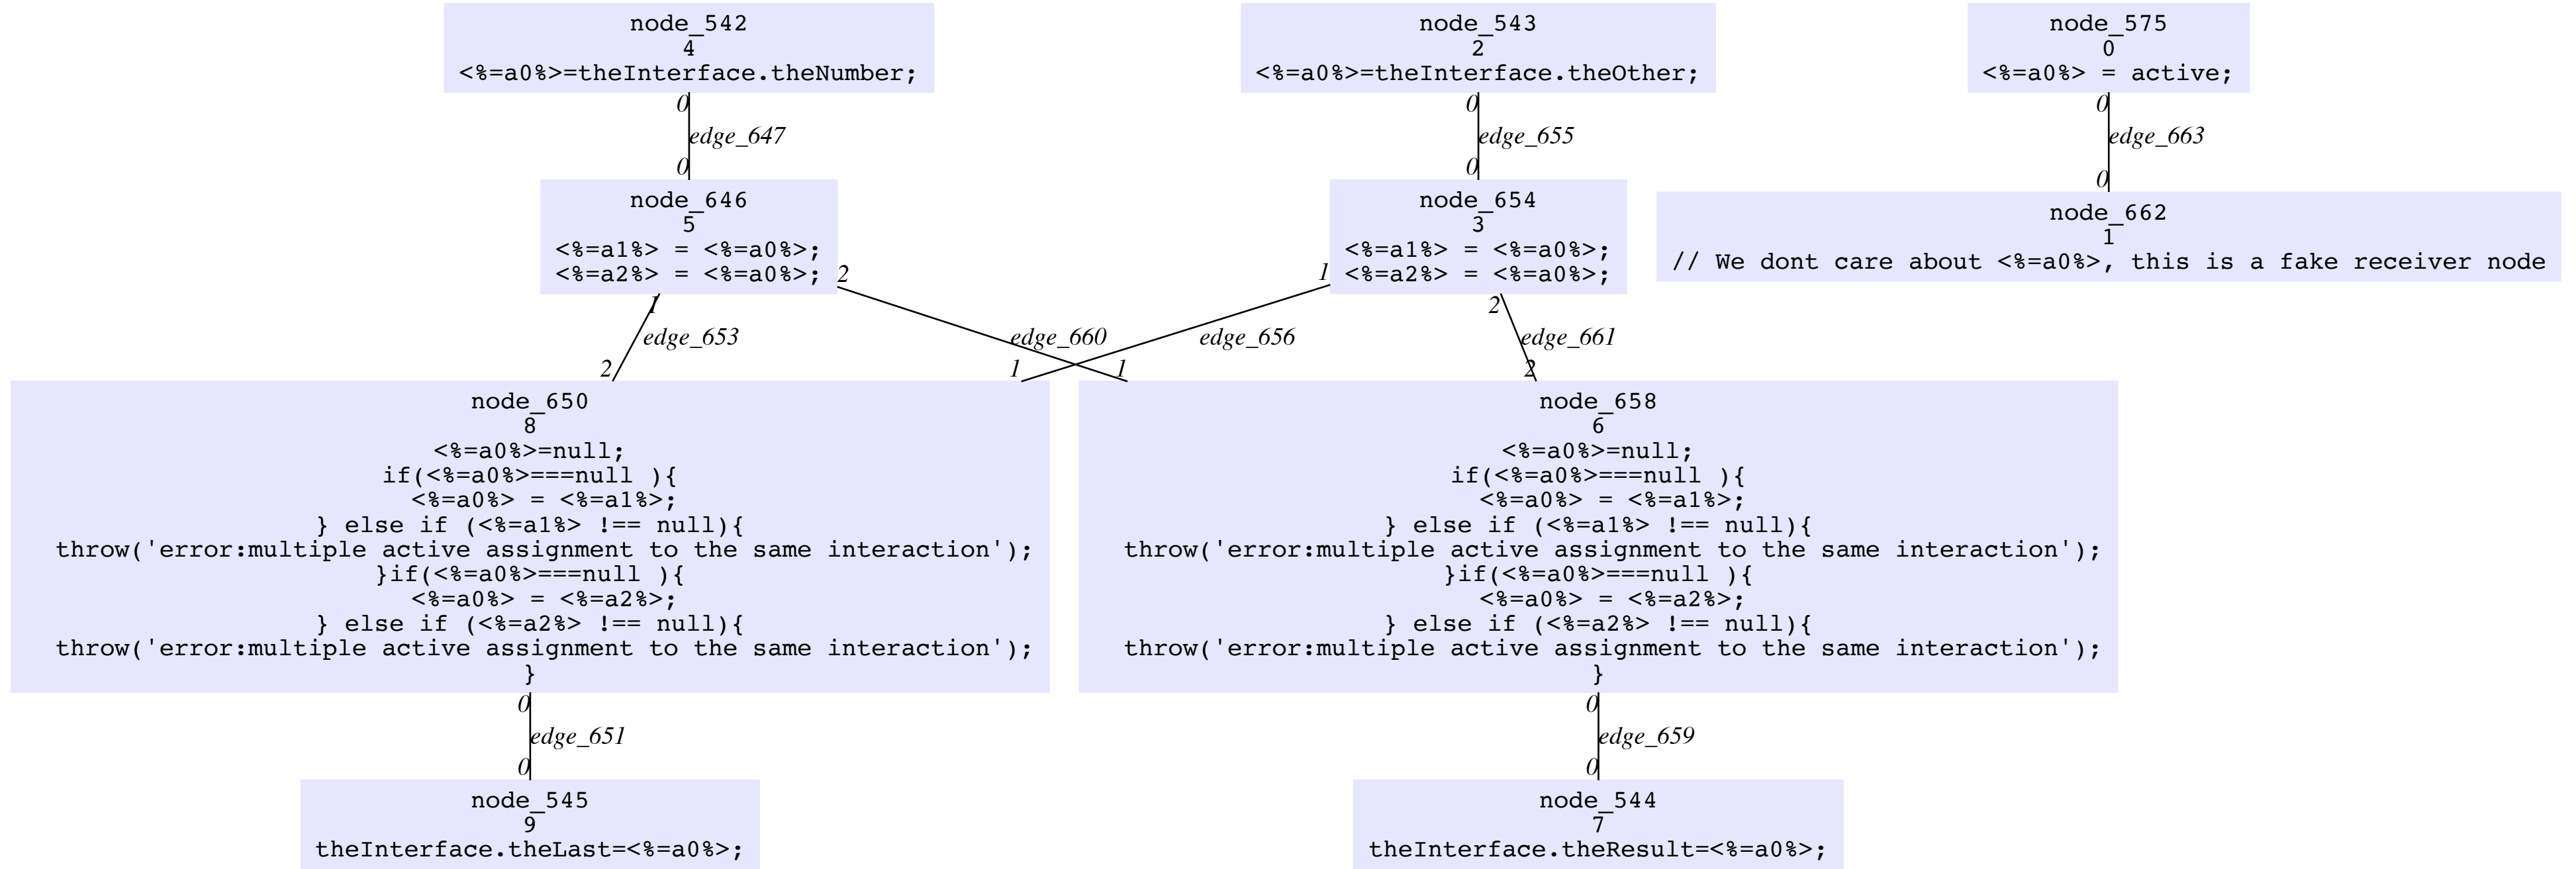 node_542
4
<%=a0%>=theInterface.theNumber;
node_543
2
<%=a0%>=theInterface.theOther;
node_575
0
<%=a0%> = active;
0
edge_647
0
0
edge_655
0
0
edge_663
0
node_646
5
<%=a1%> = <%=a0%>;
<%=a2%> = <%=a0%>;
node_654
3
<%=a1%> = <%=a0%>;
<%=a2%> = <%=a0%>;
node_662
1
// We dont care about <%=a0%>, this is a fake receiver node
1
edge_653
2
2
edge_660
1
1
edge_656
1
2
edge_661
2
node_650
8
<%=a0%>=null;
if(<%=a0%>===null ){
<%=a0%> = <%=a1%>;
} else if (<%=a1%> !== null){
throw('error:multiple active assignment to the same interaction');
}if(<%=a0%>===null ){
<%=a0%> = <%=a2%>;
} else if (<%=a2%> !== null){
throw('error:multiple active assignment to the same interaction');
}
node_658
6
<%=a0%>=null;
if(<%=a0%>===null ){
<%=a0%> = <%=a1%>;
} else if (<%=a1%> !== null){
throw('error:multiple active assignment to the same interaction');
}if(<%=a0%>===null ){
<%=a0%> = <%=a2%>;
} else if (<%=a2%> !== null){
throw('error:multiple active assignment to the same interaction');
}
0
edge_651
0
0
edge_659
0
node_545
9
theInterface.theLast=<%=a0%>;
node_544
7
theInterface.theResult=<%=a0%>;